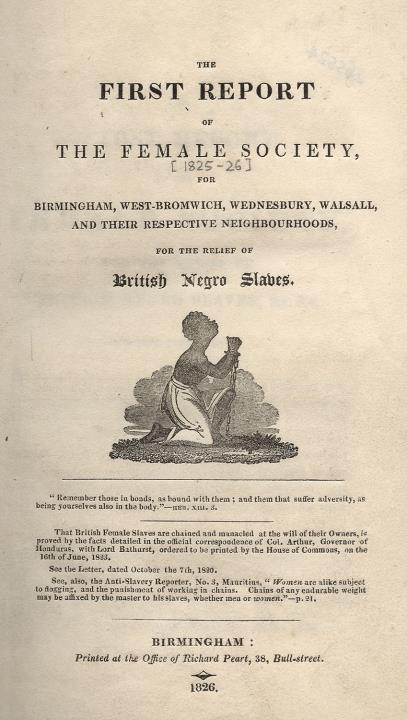 THE
FIRST REPORT
OF
THE FEMALE SOCIETY,
[1825-26]
FOR
BIRMINGHAM, WEST-BROMWICH, WEDNESBURY, WALSALL,
AND THEIR RESPECTIVE NEIGHBOURHOODS,
FOR THE RELIEF OF
British Negro Slaves.
"Remember those in bonds, as bound with them; and them that suffer adversity, as
being yourselves also in the body."—HEB. XIII. 3.
That British Female Slaves are chained and manacled at the will of their Owners, is
proved by the facts detailed in the official correspondence of Col. Arthur, Governor of
Honduras, with Lord Bathurst, ordered to be printed by the House of Commons, on the
16th of June, 1823.
See the Letter, dated October the 7th, 1820.
See, also, the Anti-Slavery Reporter, No. 3, Mauritius, "Women are alike subject
to flogging, and the punishment of working in chains. Chains of any endurable weight
may be affixed by the master to his slaves, whether men or women."—p. 21.
BIRMINGHAM:
Printed at the Office of Richard Peart, 38, Bull-street.
1826.